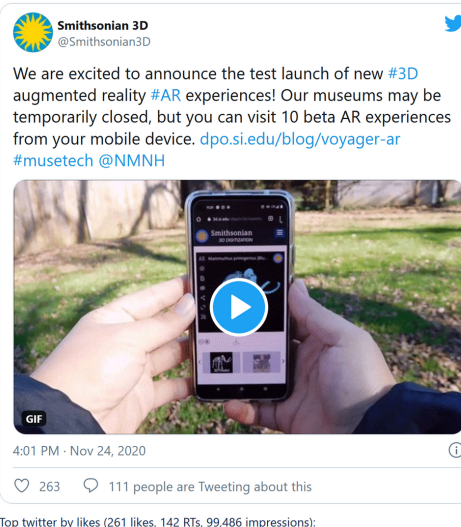 Smithsonian 3D
@Smithsonian3D
We are excited to announce the test launch of new #3D
augmented reality #AR experiences! Our museums may be
temporarily closed, but you can visit 10 beta AR experiences
from your mobile device. dpo.si.edu/blog/voyager-ar
#musetech @NMNH
Smithsonian
3D DIGITIZATION
Mammuthus primigenius (Blu...
GIF
4:01 PM · Nov 24, 2020
263
111 people are Tweeting about this
Top twitter by likes (261 likes, 142 RTs, 99,486 impressions):